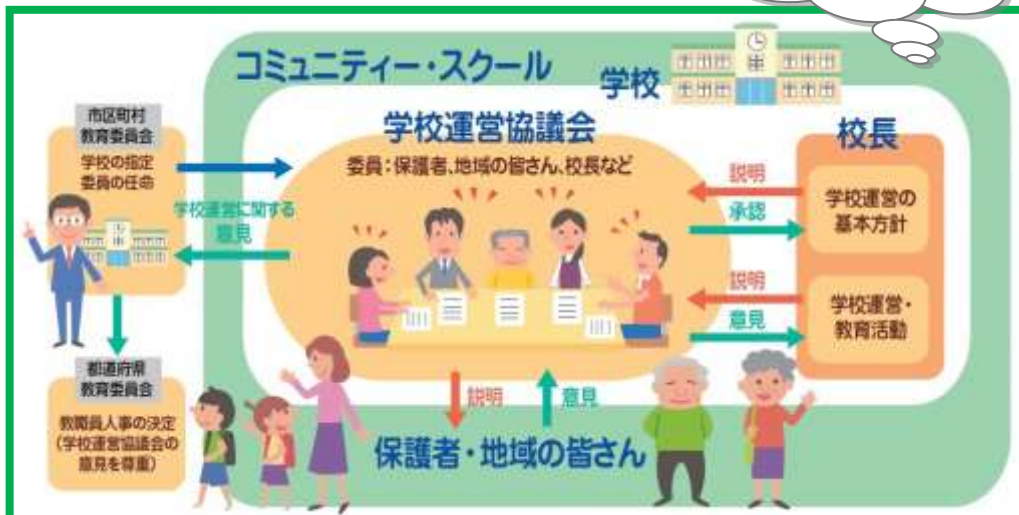 コミュニティー・スクール
学校
市区町村
教育委員会
学校の指定
委員の任命
学校運営に関する
意見
都道府県
教育委員会
教職員人事の決定
(学校運営協議会の
意見を尊重)
学校運営協議会
委員:保護者、地域の皆さん、校長など
説明
承認
説明
意見
校長
学校運営の
基本方針
学校運営・
教育活動
説明
意見
保護者・地域の皆さん